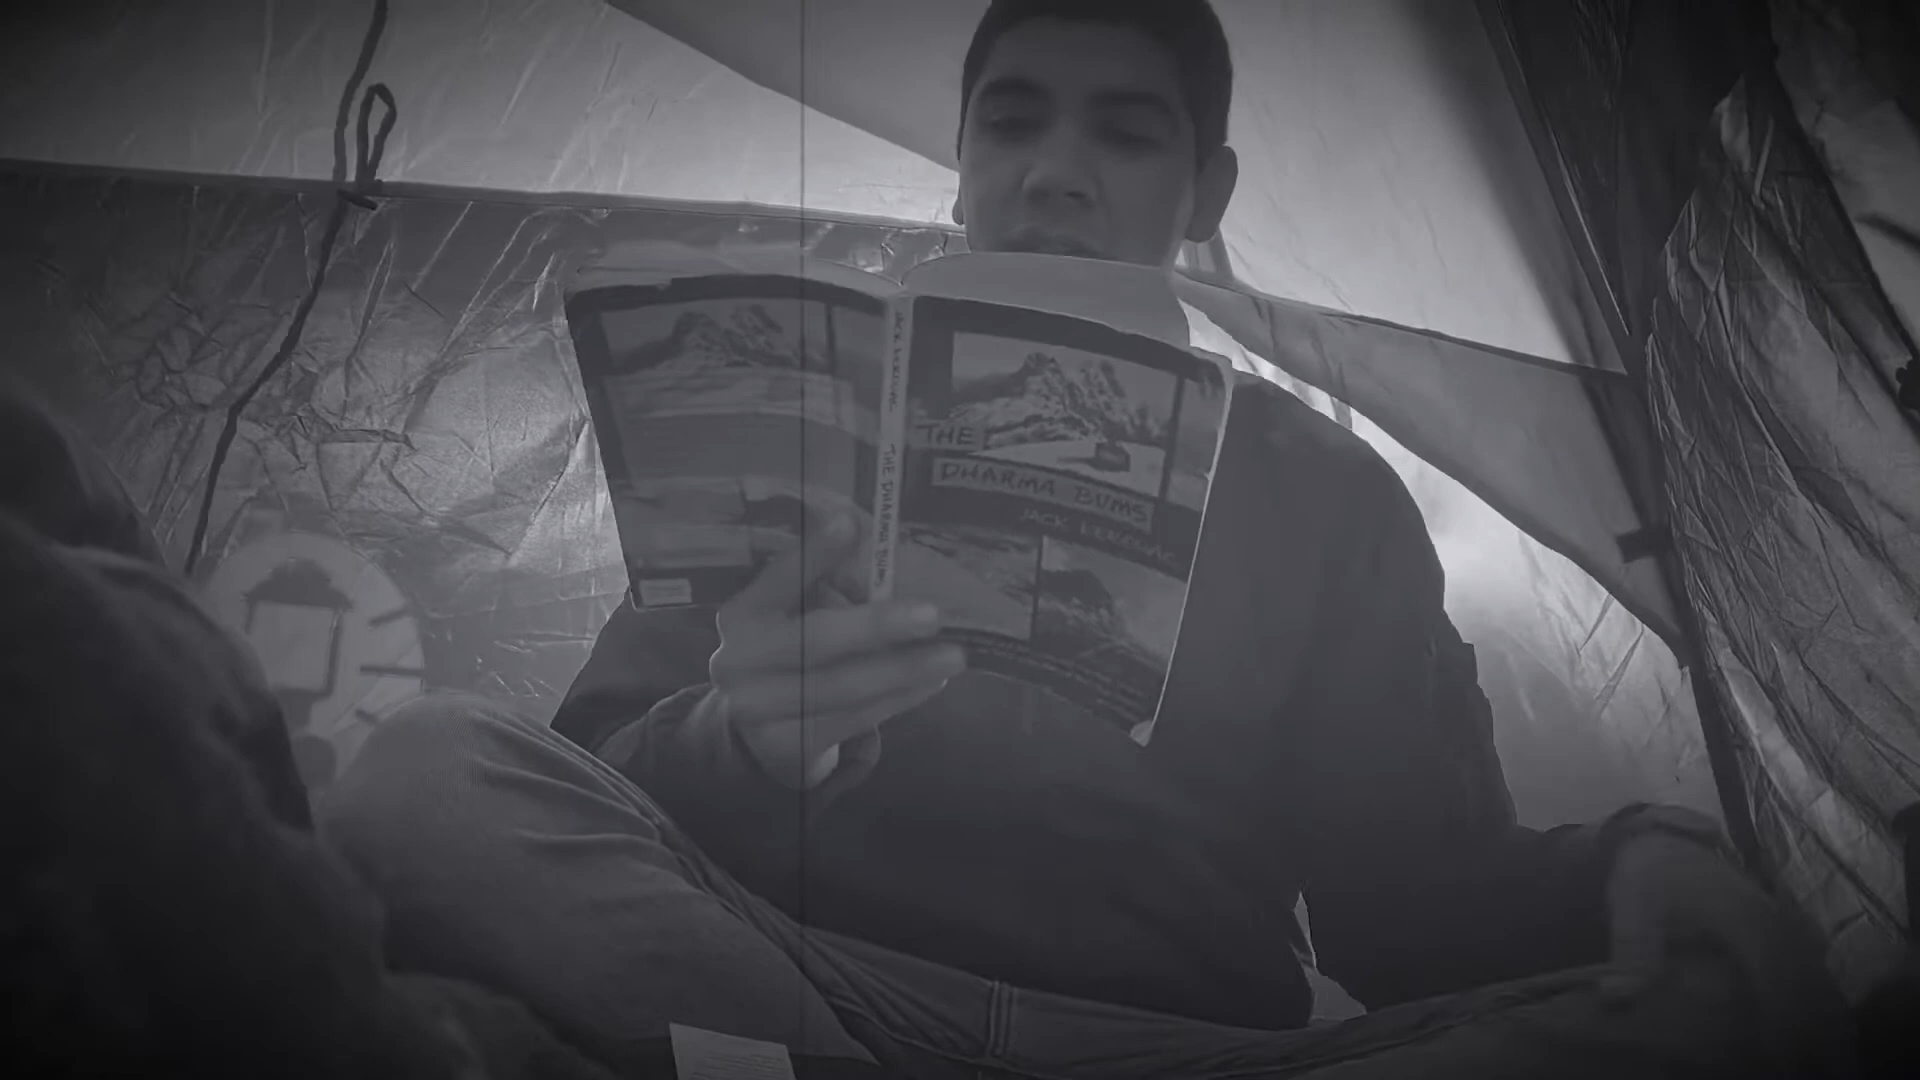 JACK KEROUAC THE DHARMA BUMS
THE
DHARMA BUMS
JACK KEROUAC